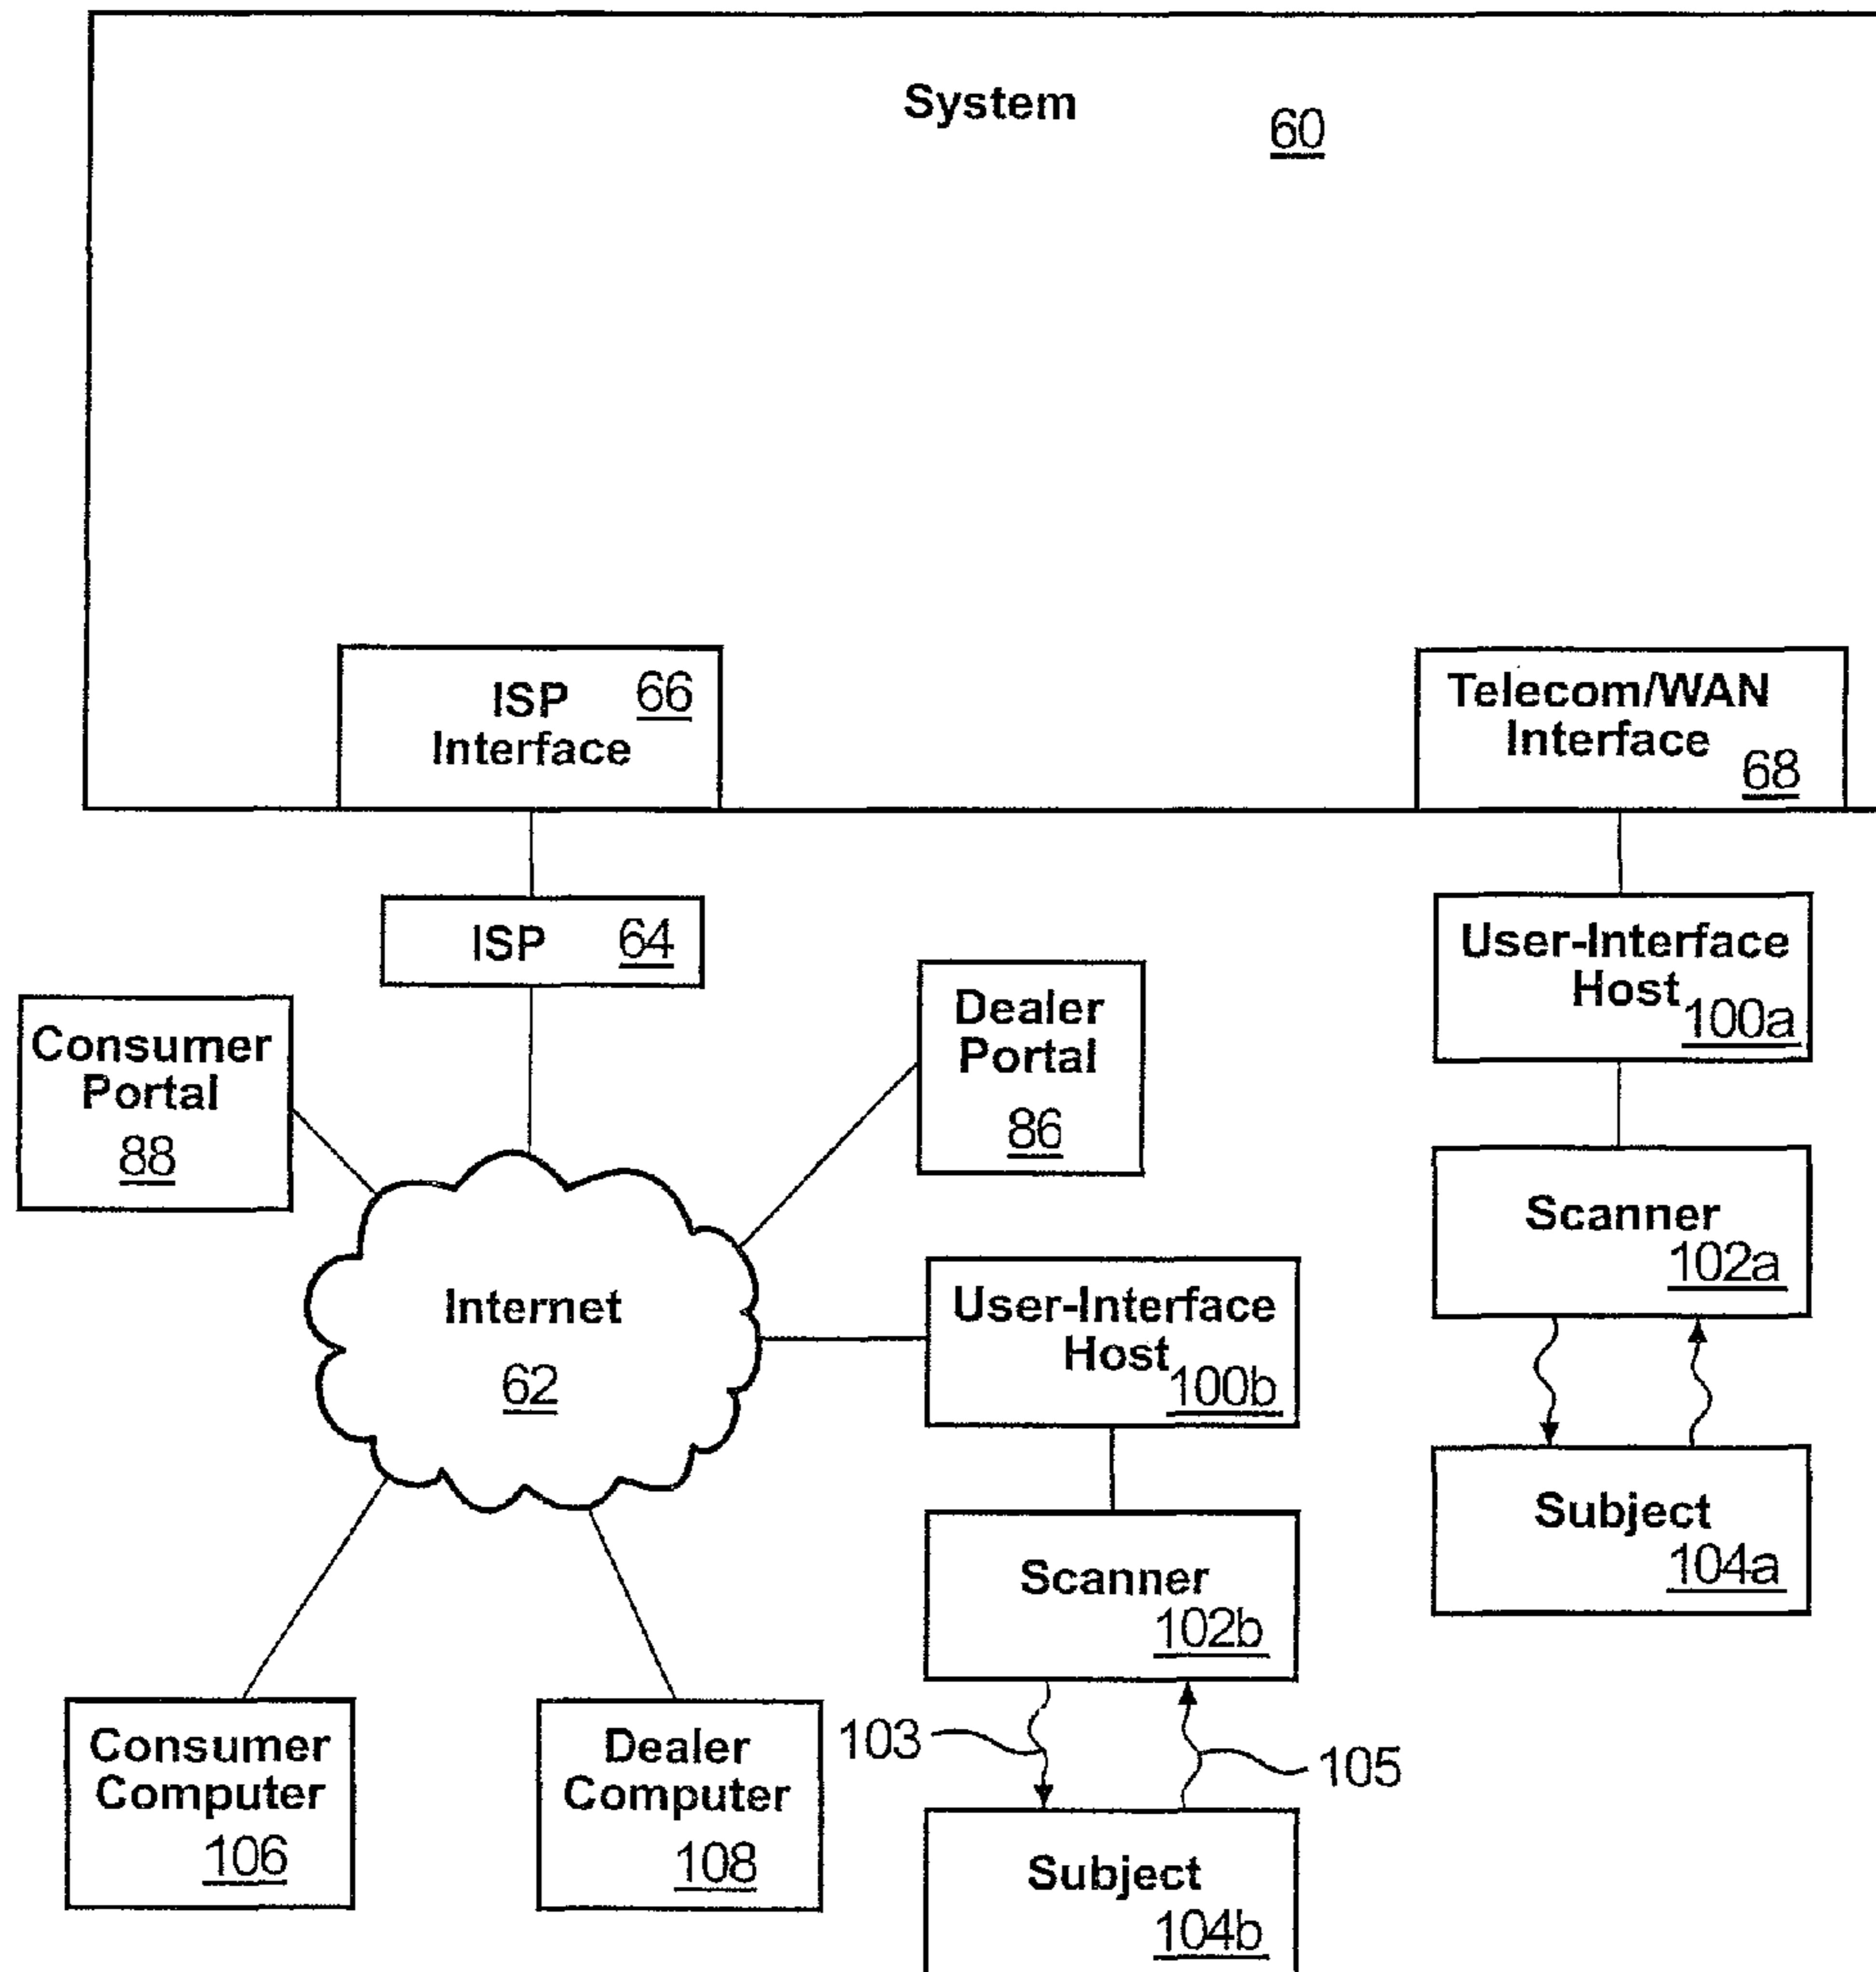 System
60
ISP 66
Interface
Telecom/WAN
Interface
68
ISP 64
User-Interface
Host
100a
Consumer
Portal
88
Dealer
Portal
86
Scanner
102a
Internet
62
User-Interface
Host
100b
Subject
104a
Scanner
102b
103
105
Consumer
Computer
106
Dealer
Computer
108
Subject
104b